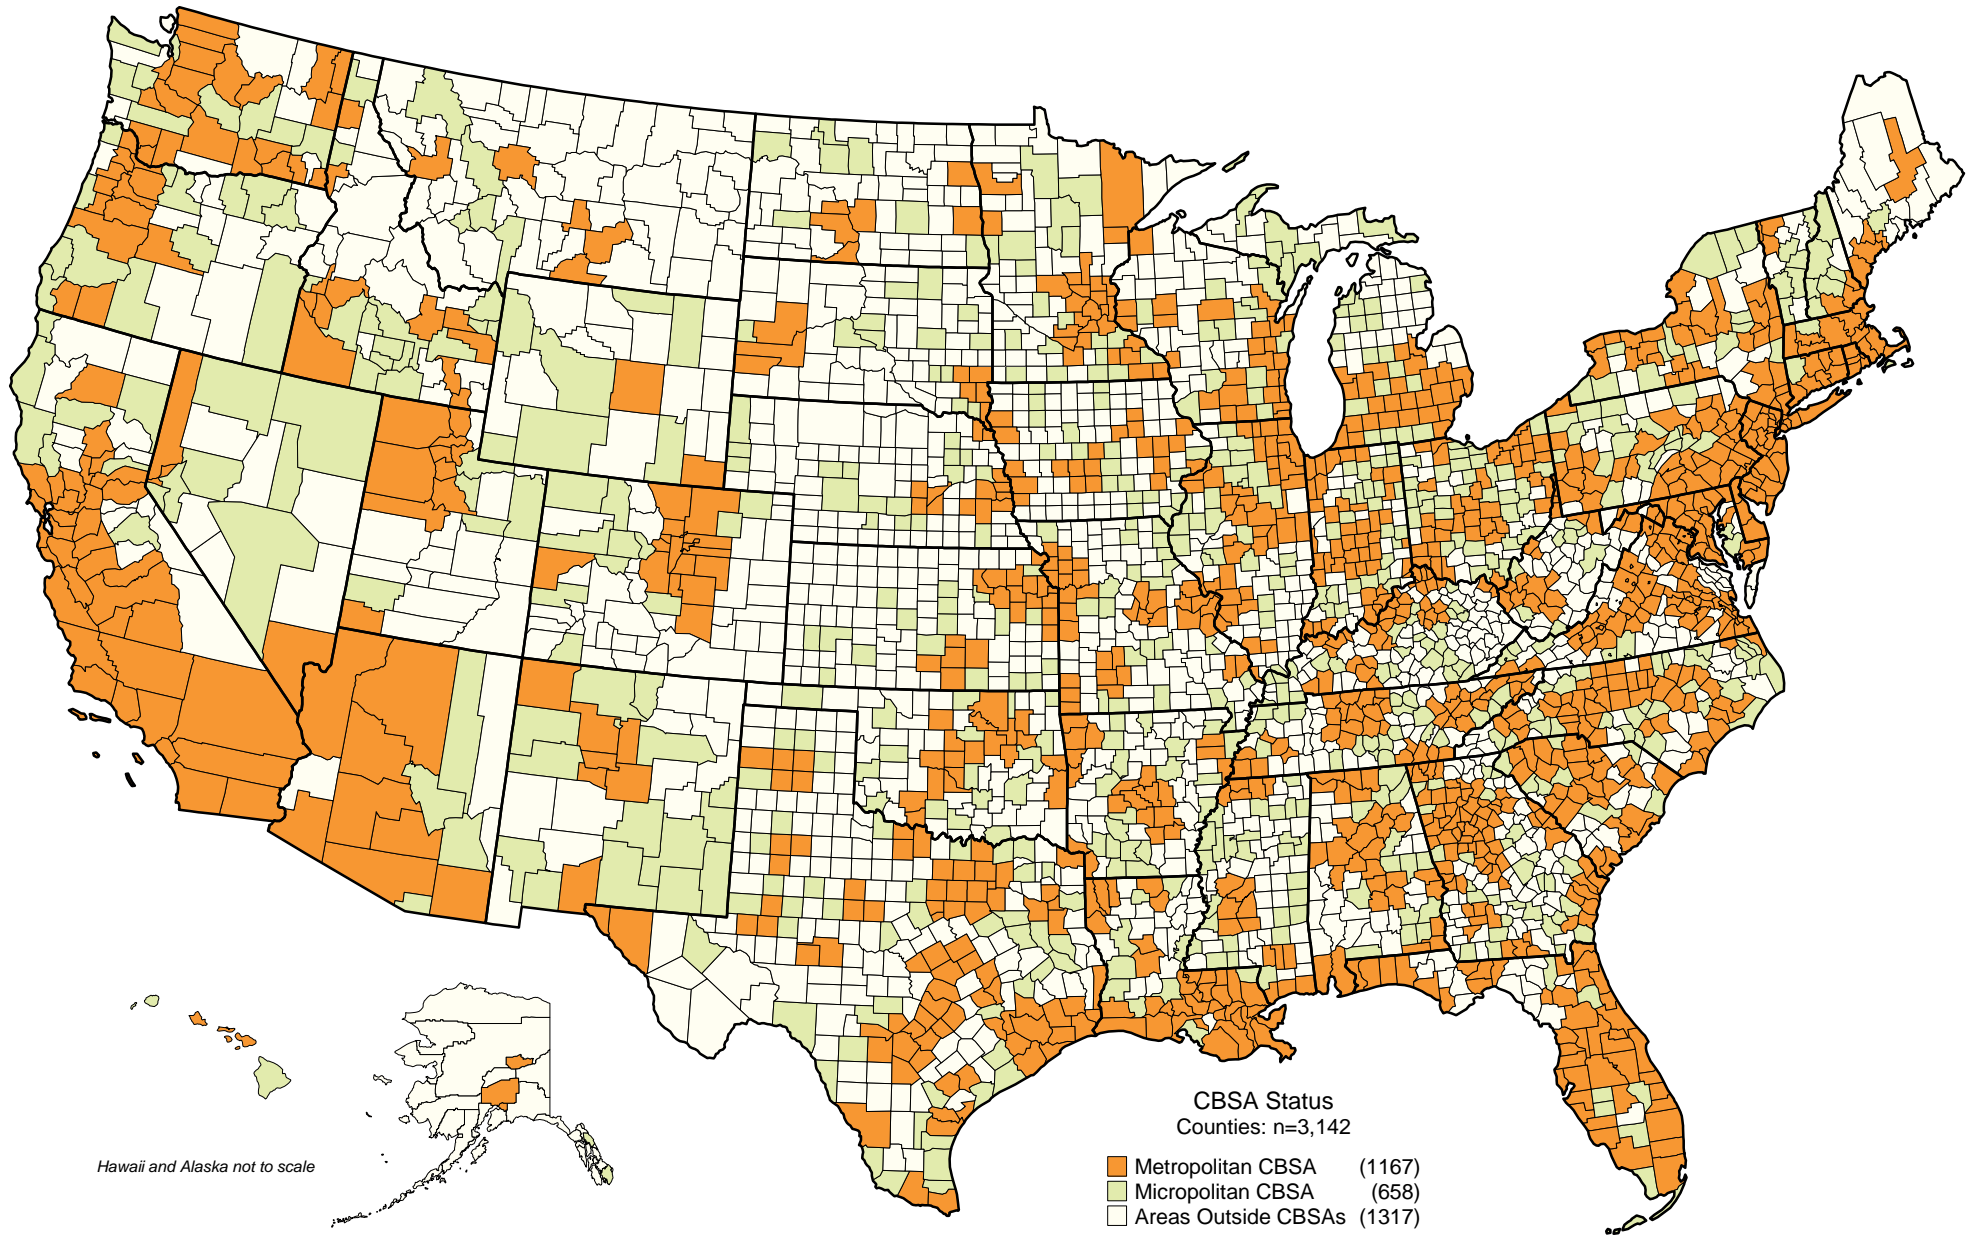 CBSA Status
Counties: n=3,142
Metropolitan CBSA (1167)
Micropolitan CBSA (658)
Areas Outside CBSAs (1317)
Hawaii and Alaska not to scale